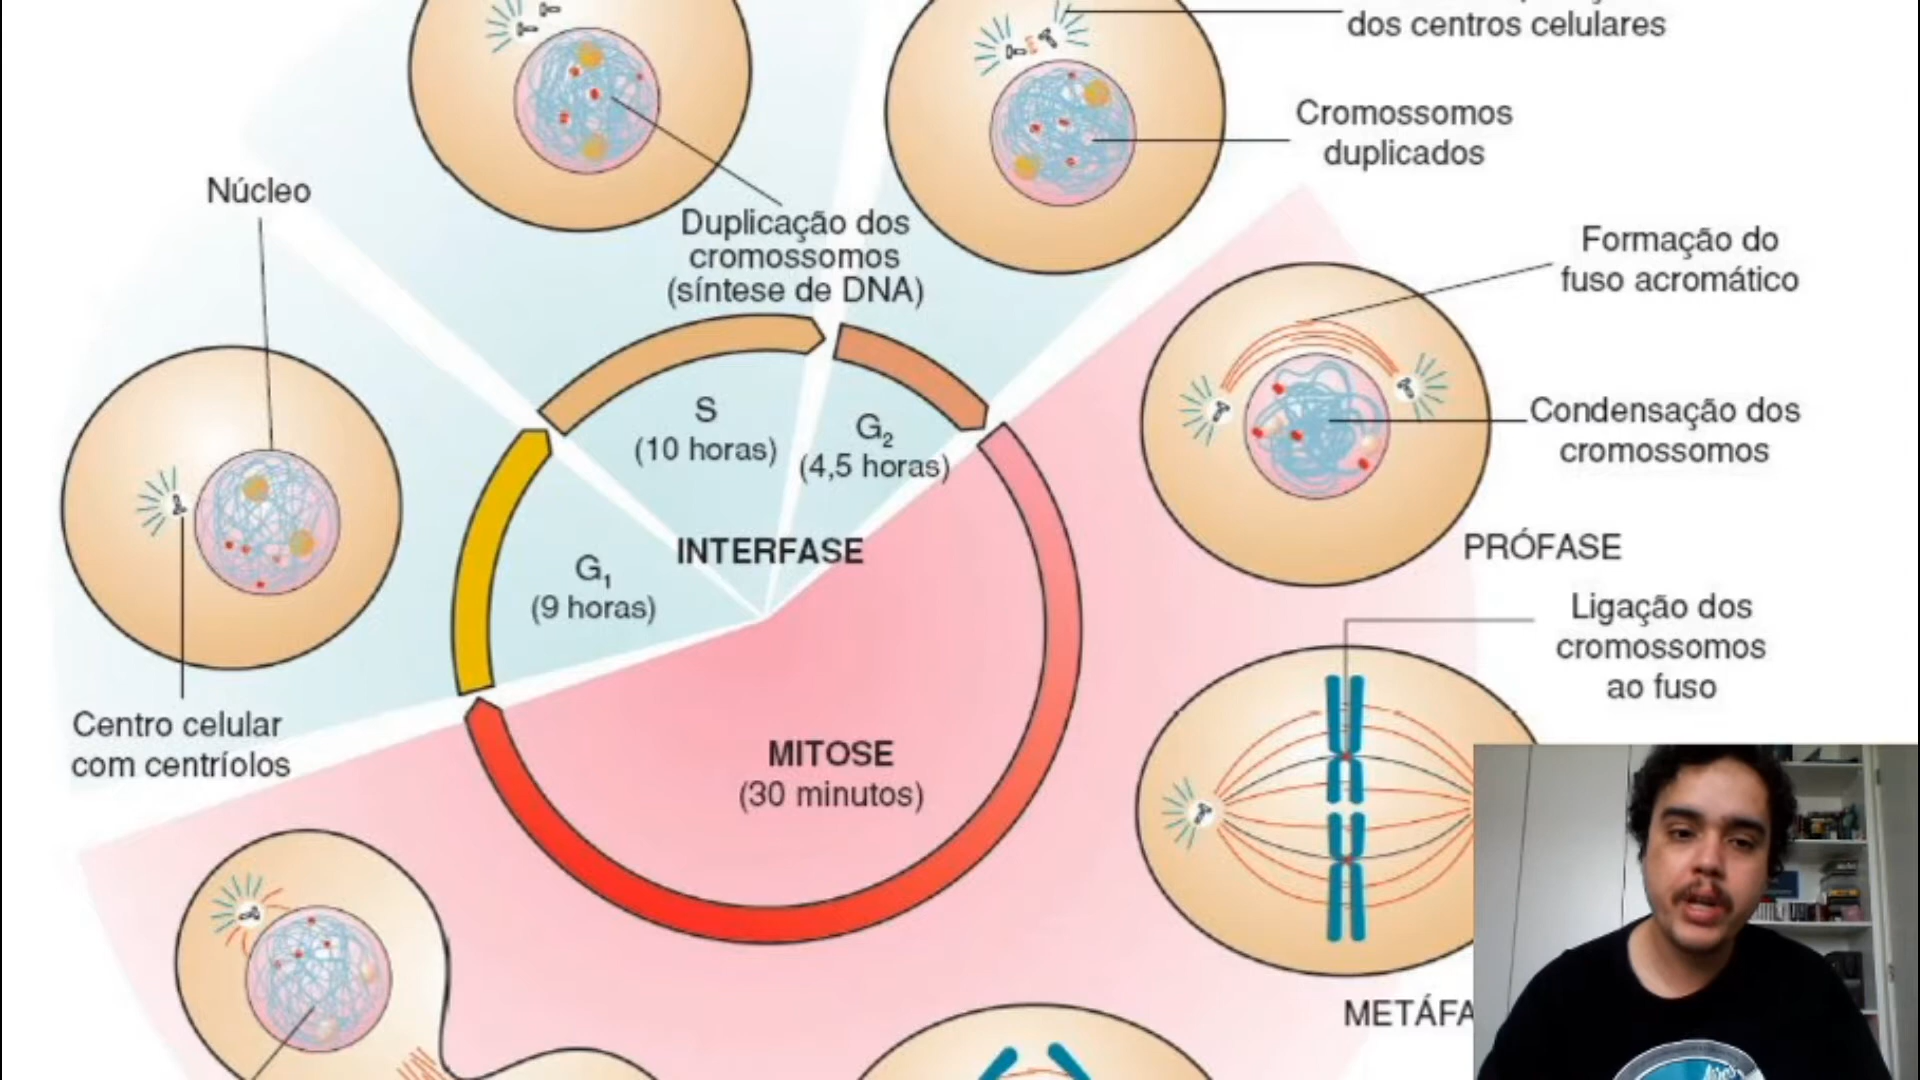 dos centros celulares
Cromossomos
duplicados
Núcleo
Duplicação dos
cromossomos
(síntese de DNA)
Formação do
fuso acromático
S
(10 horas)
G₂
(4,5 horas)
Condensação dos
cromossomos
INTERFASE
PRÓFASE
G₁
(9 horas)
Ligação dos
cromossomos
ao fuso
Centro celular
com centríolos
MITOSE
(30 minutos)
METÁFA